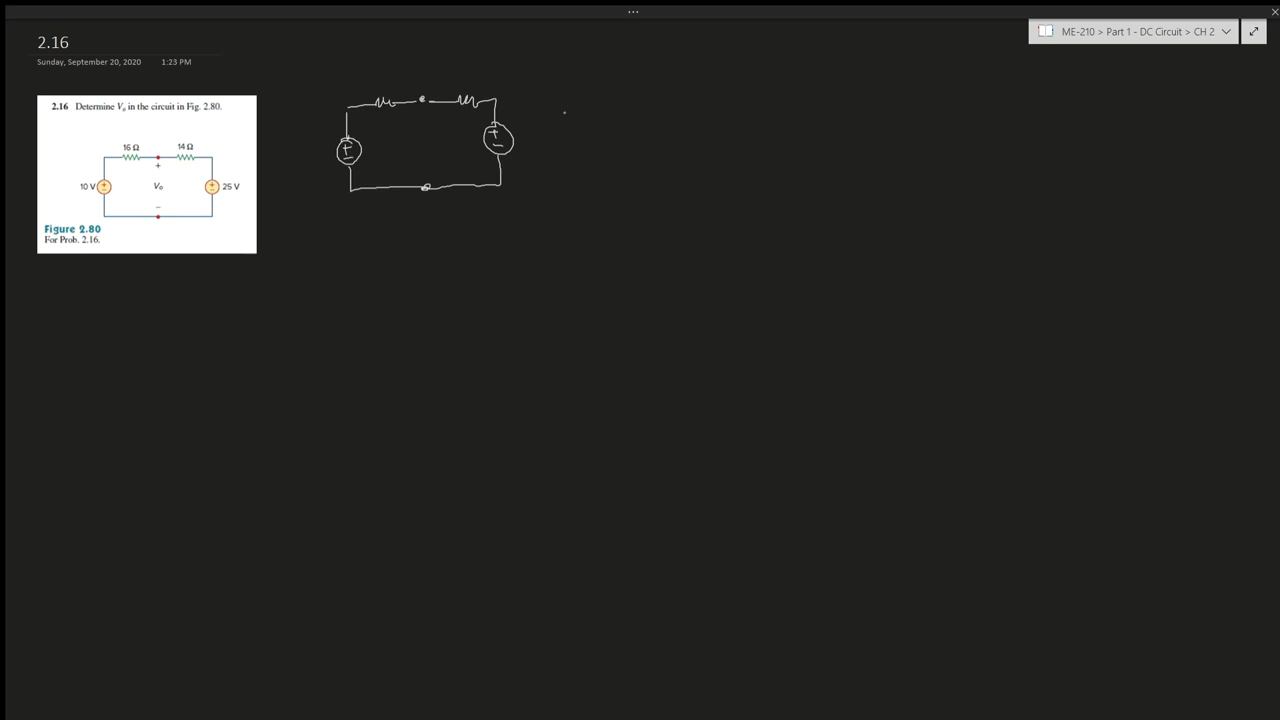 ...
2.16
ME-210 > Part 1 - DC Circuit > CH 2
Sunday, September 20, 2020 1:23 PM
2.16 Determine Vₒ in the circuit in Fig. 2.80.
16 Ω 14 Ω
+
10 V + − Vₒ + − 25 V
−
Figure 2.80
For Prob. 2.16.
+ +
− −